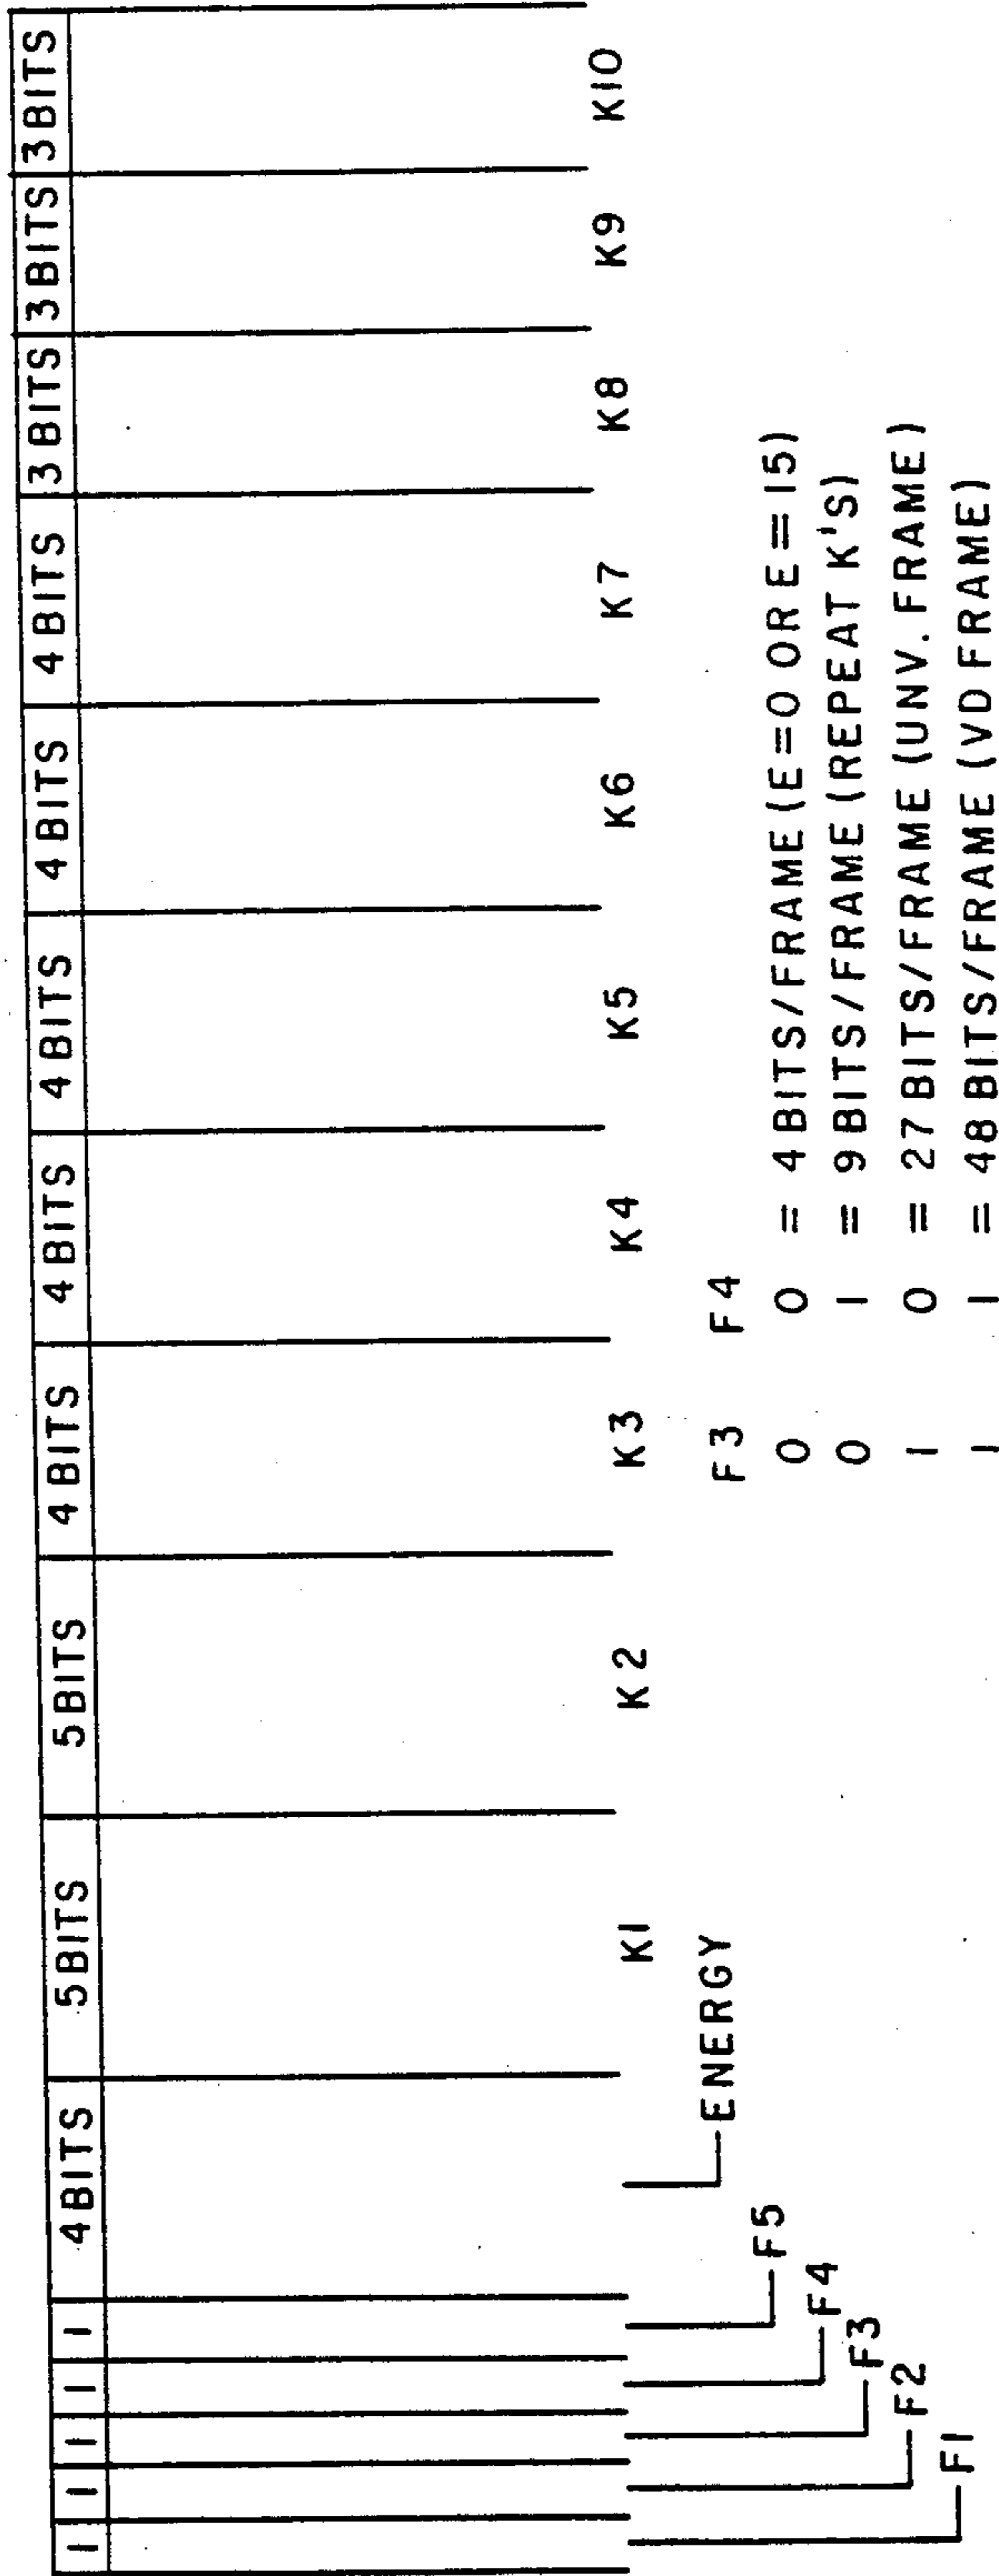 1 1 1 1 1 4 BITS 5 BITS 5 BITS 4 BITS 4 BITS 4 BITS 4 BITS 4 BITS 3 BITS 3 BITS 3 BITS
K1 K2 K3 K4 K5 K6 K7 K8 K9 K10
ENERGY
F5
F4
F3
F2
F1
F3 F4
0 0 = 4 BITS/FRAME (E=0 OR E=15)
0 1 = 9 BITS/FRAME (REPEAT K'S)
1 0 = 27 BITS/FRAME (UNV. FRAME)
1 1 = 48 BITS/FRAME (VD FRAME)